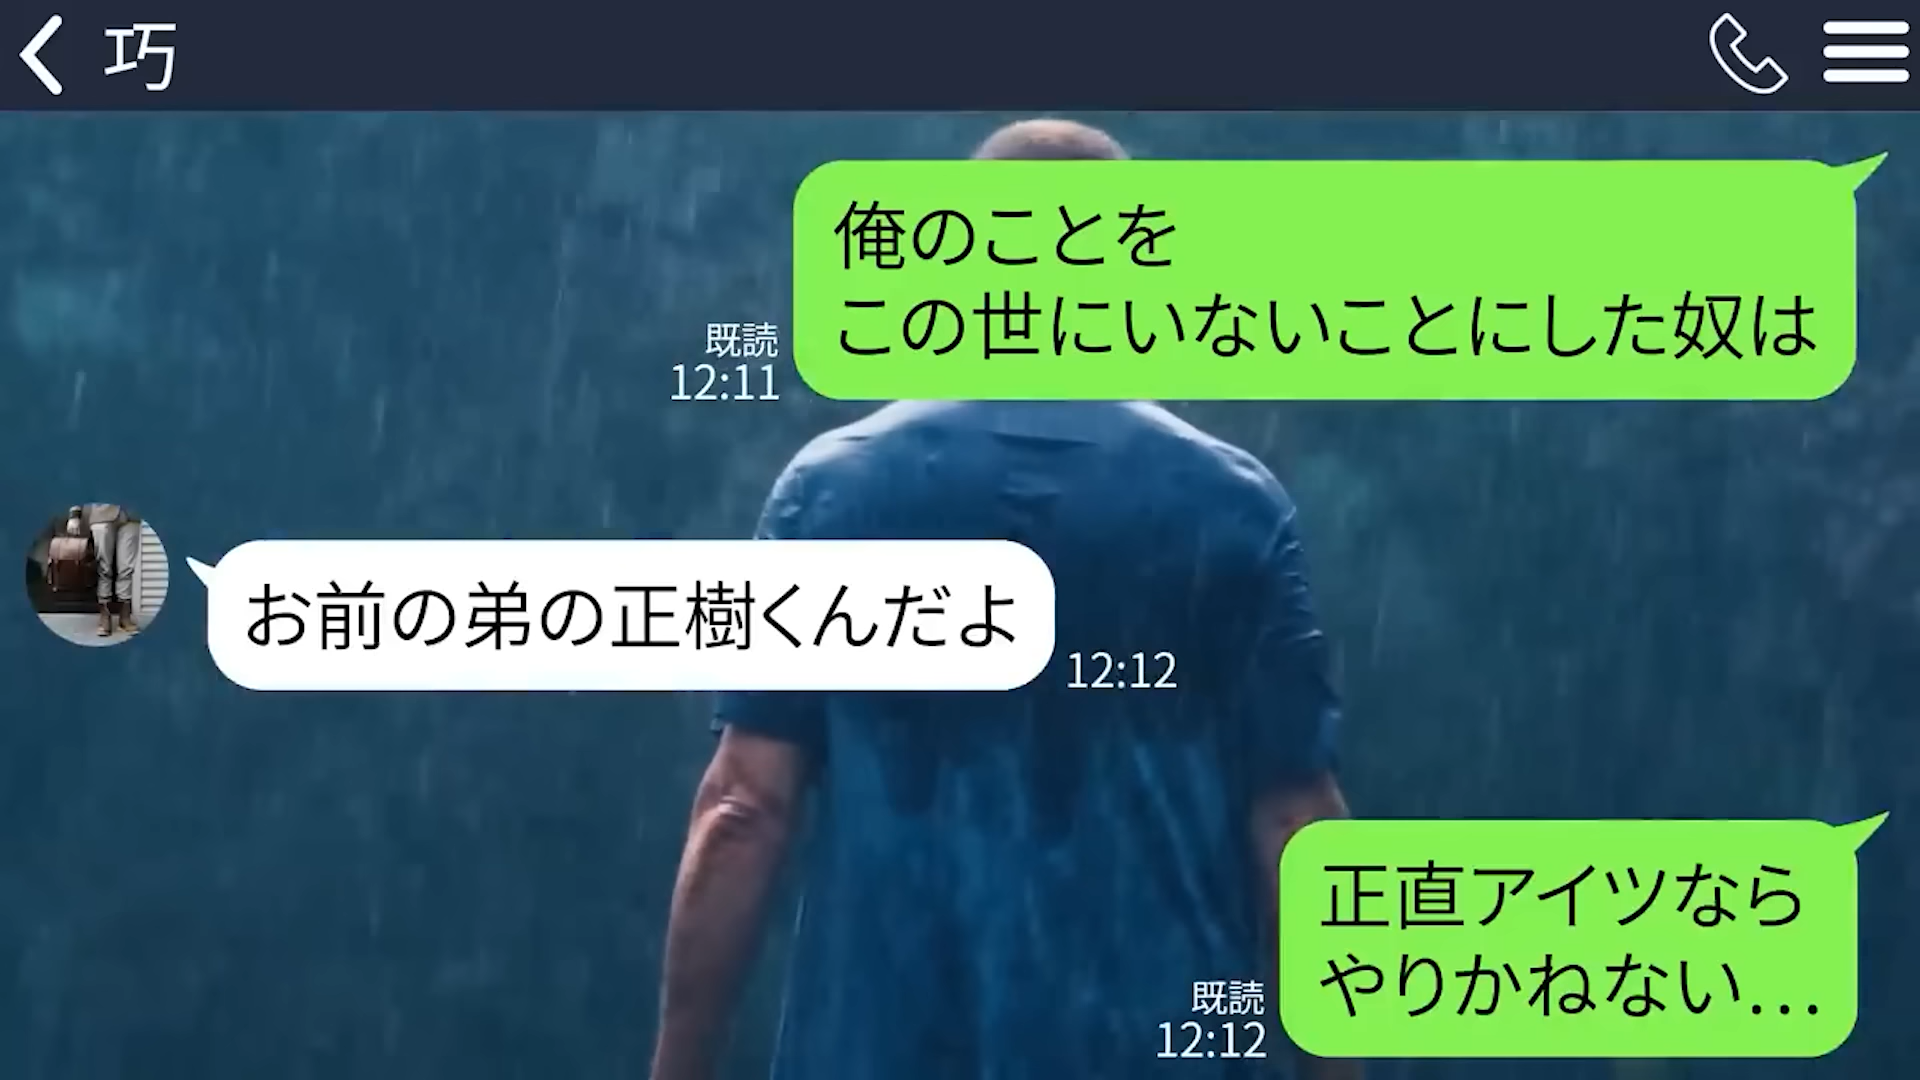 巧
俺のことを
この世にいないことにした奴は
既読
12:11
お前の弟の正樹くんだよ
12:12
正直アイツなら
やりかねない…
既読
12:12